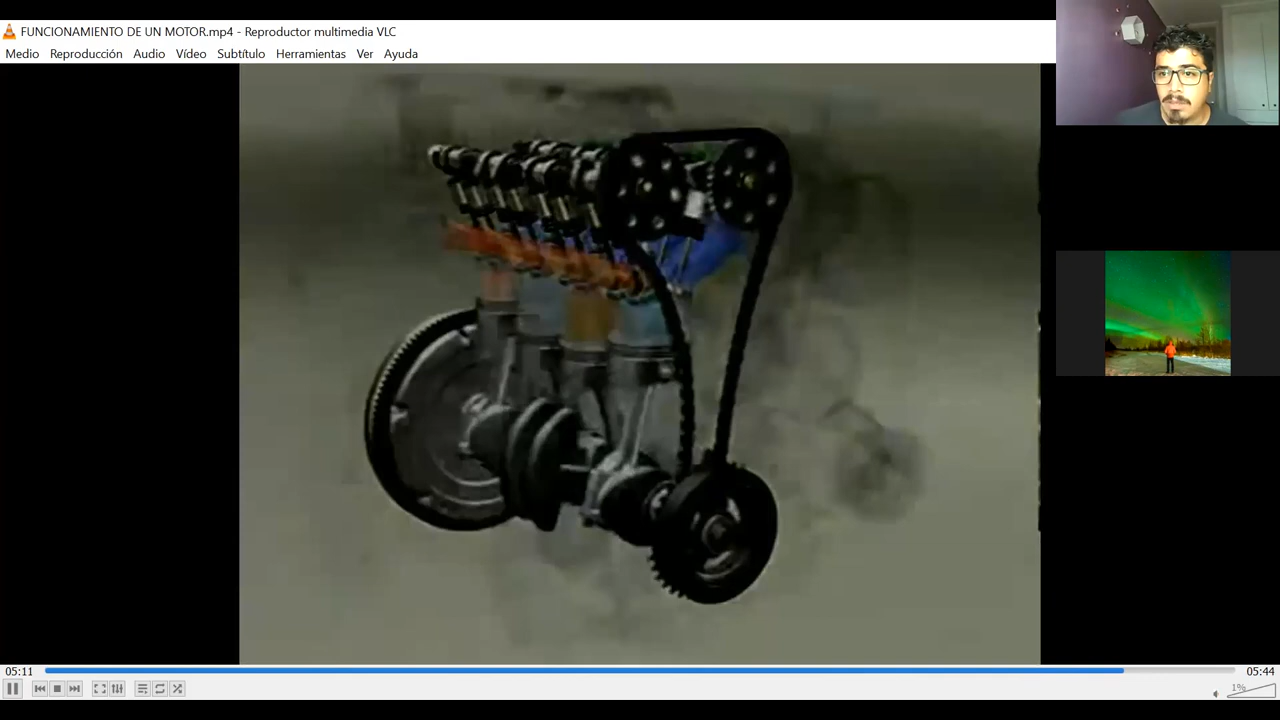 FUNCIONAMIENTO DE UN MOTOR.mp4 - Reproductor multimedia VLC
Medio Reproducción Audio Vídeo Subtítulo Herramientas Ver Ayuda
05:11 05:44
1%